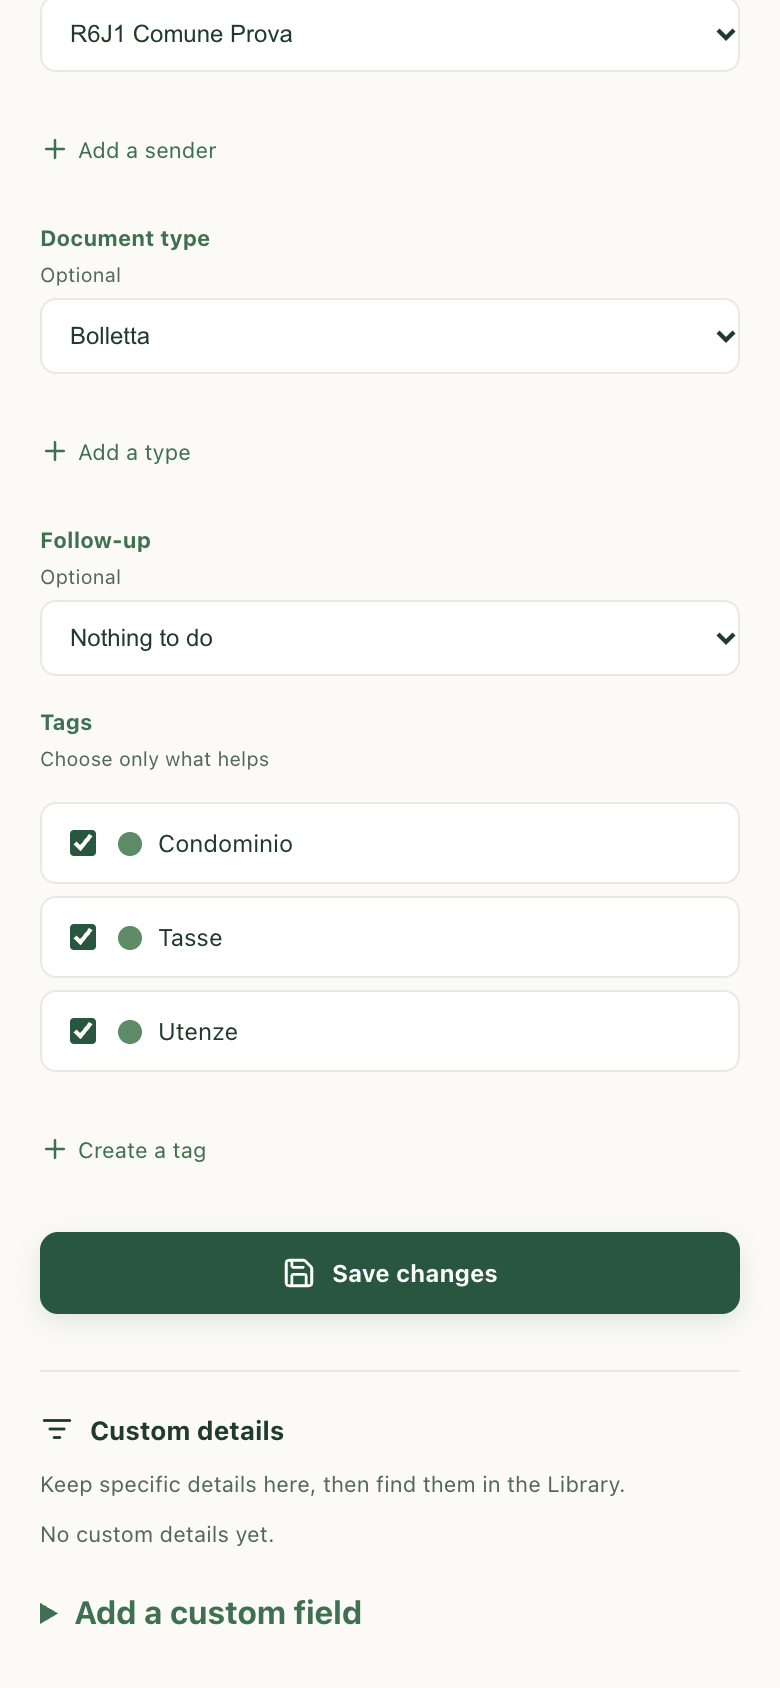 R6J1 Comune Prova
Add a sender
Document type
Optional
Bolletta
Add a type
Follow-up
Optional
Nothing to do
Tags
Choose only what helps
Condominio
Tasse
Utenze
Create a tag
Save changes
Custom details
Keep specific details here, then find them in the Library.
No custom details yet.
Add a custom field